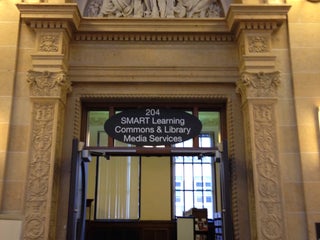 204
SMART Learning
Commons & Library
Media Services